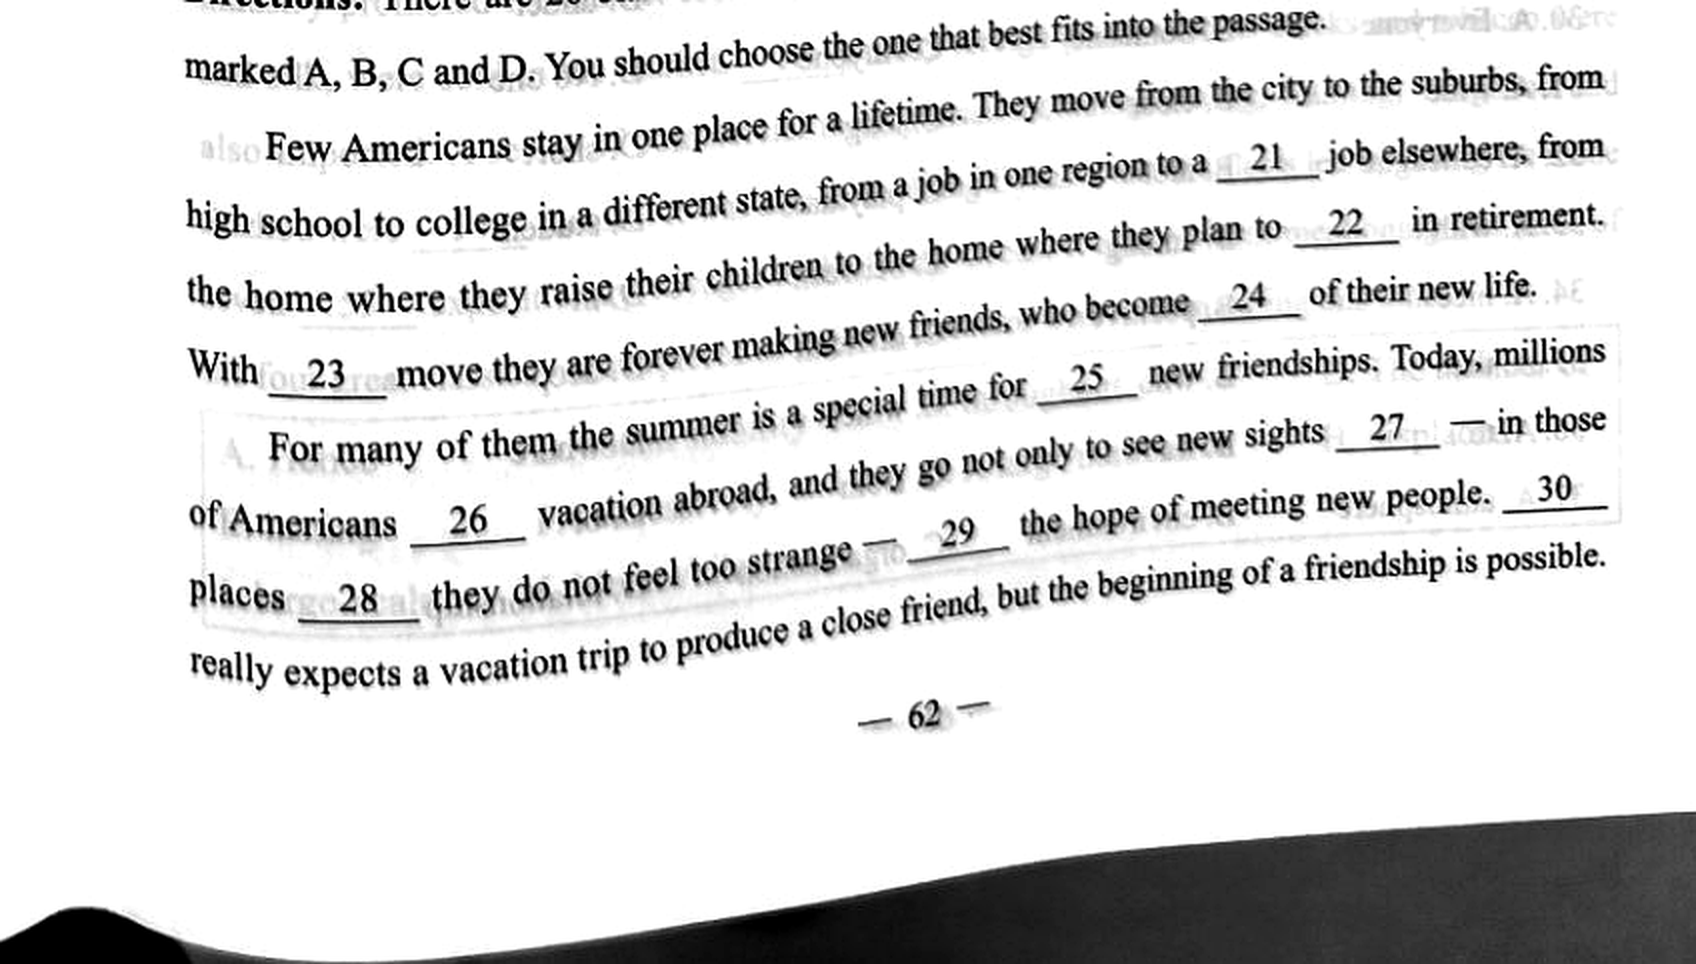 Directions: There are 20
marked A, B, C and D. You should choose the one that best fits into the passage.
Few Americans stay in one place for a lifetime. They move from the city to the suburbs, from
high school to college in a different state, from a job in one region to a 21 job elsewhere, from
the home where they raise their children to the home where they plan to 22 in retirement.
With 23 move they are forever making new friends, who become 24 of their new life.
For many of them the summer is a special time for 25 new friendships. Today, millions
of Americans 26 vacation abroad, and they go not only to see new sights 27 — in those
places 28 they do not feel too strange — 29 the hope of meeting new people. 30
really expects a vacation trip to produce a close friend, but the beginning of a friendship is possible.
— 62 —